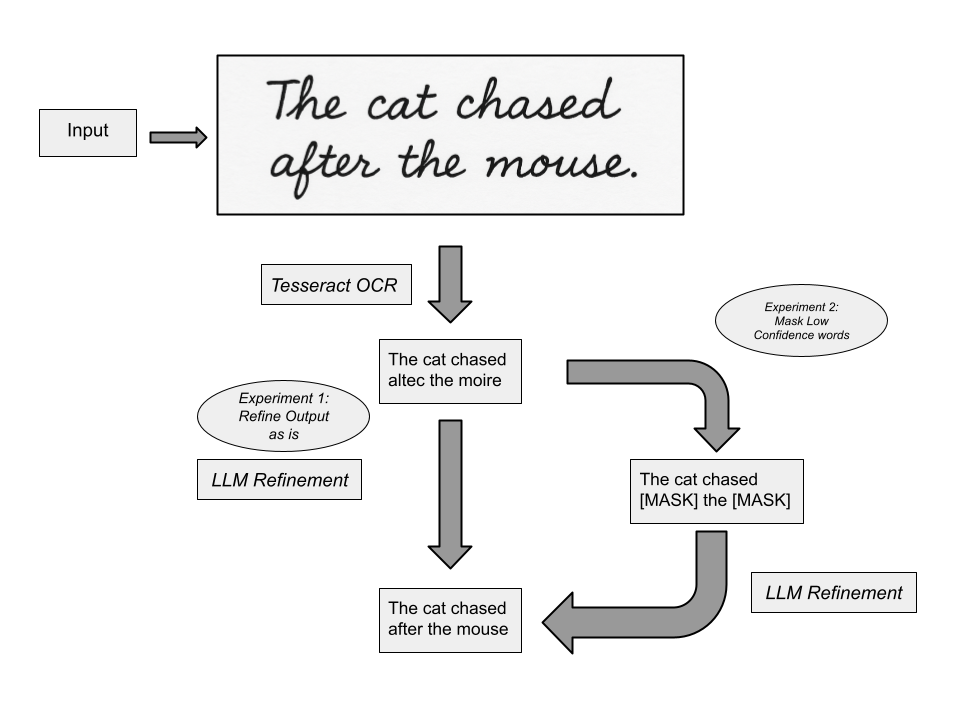 Input
The cat chased
after the mouse.
Tesseract OCR
Experiment 2:
Mask Low
Confidence words
The cat chased
altec the moire
Experiment 1:
Refine Output
as is
LLM Refinement
The cat chased
[MASK] the [MASK]
LLM Refinement
The cat chased
after the mouse